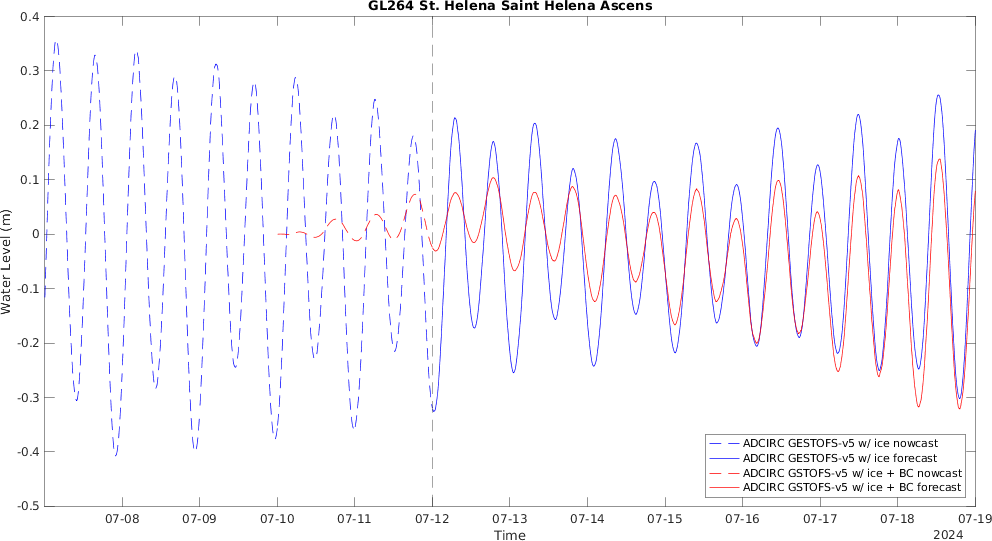 GL264 St. Helena Saint Helena Ascens
0.4
0.3
0.2
0.1
0
-0.1
-0.2
-0.3
-0.4
-0.5
Water Level (m)
ADCIRC GESTOFS-v5 w/ ice nowcast
ADCIRC GESTOFS-v5 w/ ice forecast
ADCIRC GSTOFS-v5 w/ ice + BC nowcast
ADCIRC GSTOFS-v5 w/ ice + BC forecast
07-08 07-09 07-10 07-11 07-12 07-13 07-14 07-15 07-16 07-17 07-18 07-19
Time
2024